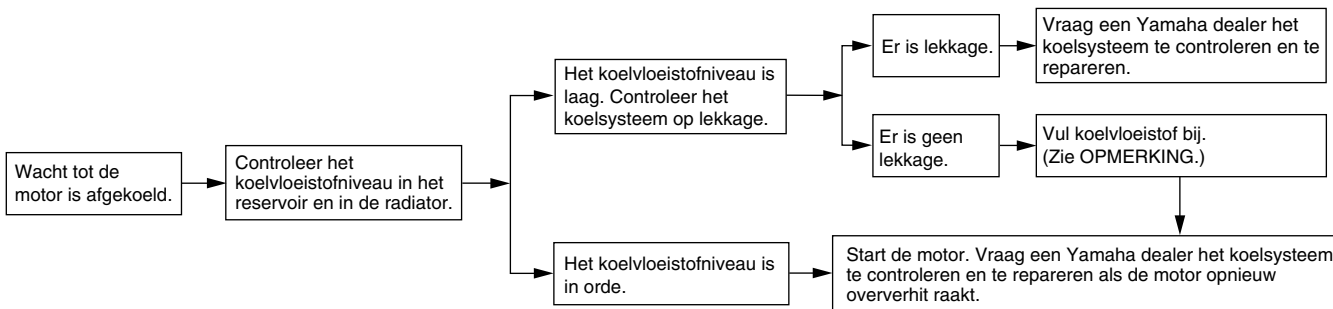 Wacht tot de
motor is afgekoeld.
Controleer het
koelvloeistofniveau in het
reservoir en in de radiator.
Het koelvloeistofniveau is
laag. Controleer het
koelsysteem op lekkage.
Er is lekkage.
Vraag een Yamaha dealer het
koelsysteem te controleren en te
repareren.
Er is geen
lekkage.
Vul koelvloeistof bij.
(Zie OPMERKING.)
Het koelvloeistofniveau is
in orde.
Start de motor. Vraag een Yamaha dealer het koelsysteem
te controleren en te repareren als de motor opnieuw
oververhit raakt.